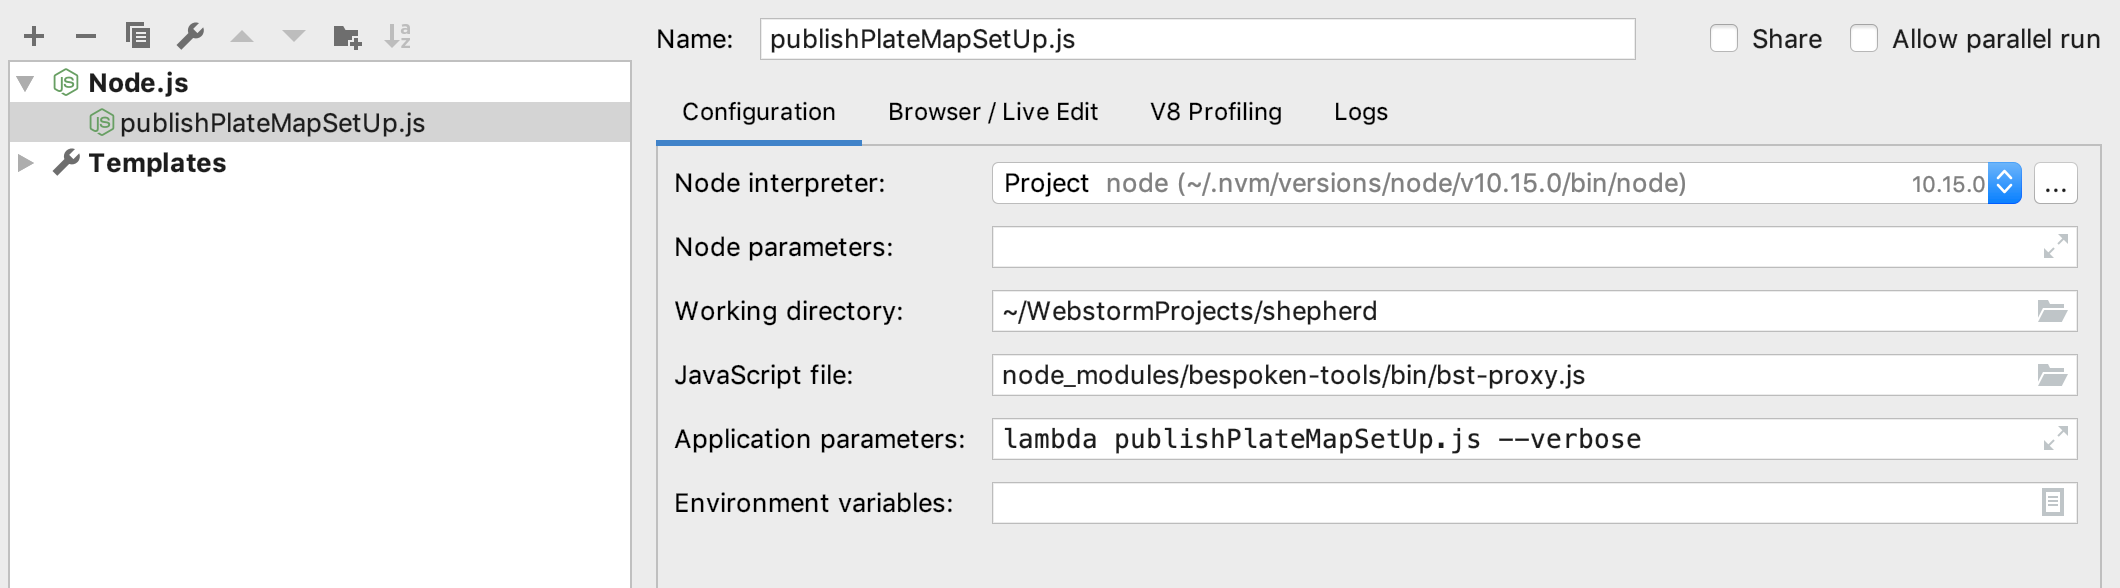 Node.js
publishPlateMapSetUp.js
Templates
Name: publishPlateMapSetUp.js Share Allow parallel run
Configuration Browser / Live Edit V8 Profiling Logs
Node interpreter: Project node (~/.nvm/versions/node/v10.15.0/bin/node) 10.15.0 ...
Node parameters:
Working directory: ~/WebstormProjects/shepherd
JavaScript file: node_modules/bespoken-tools/bin/bst-proxy.js
Application parameters: lambda publishPlateMapSetUp.js --verbose
Environment variables: